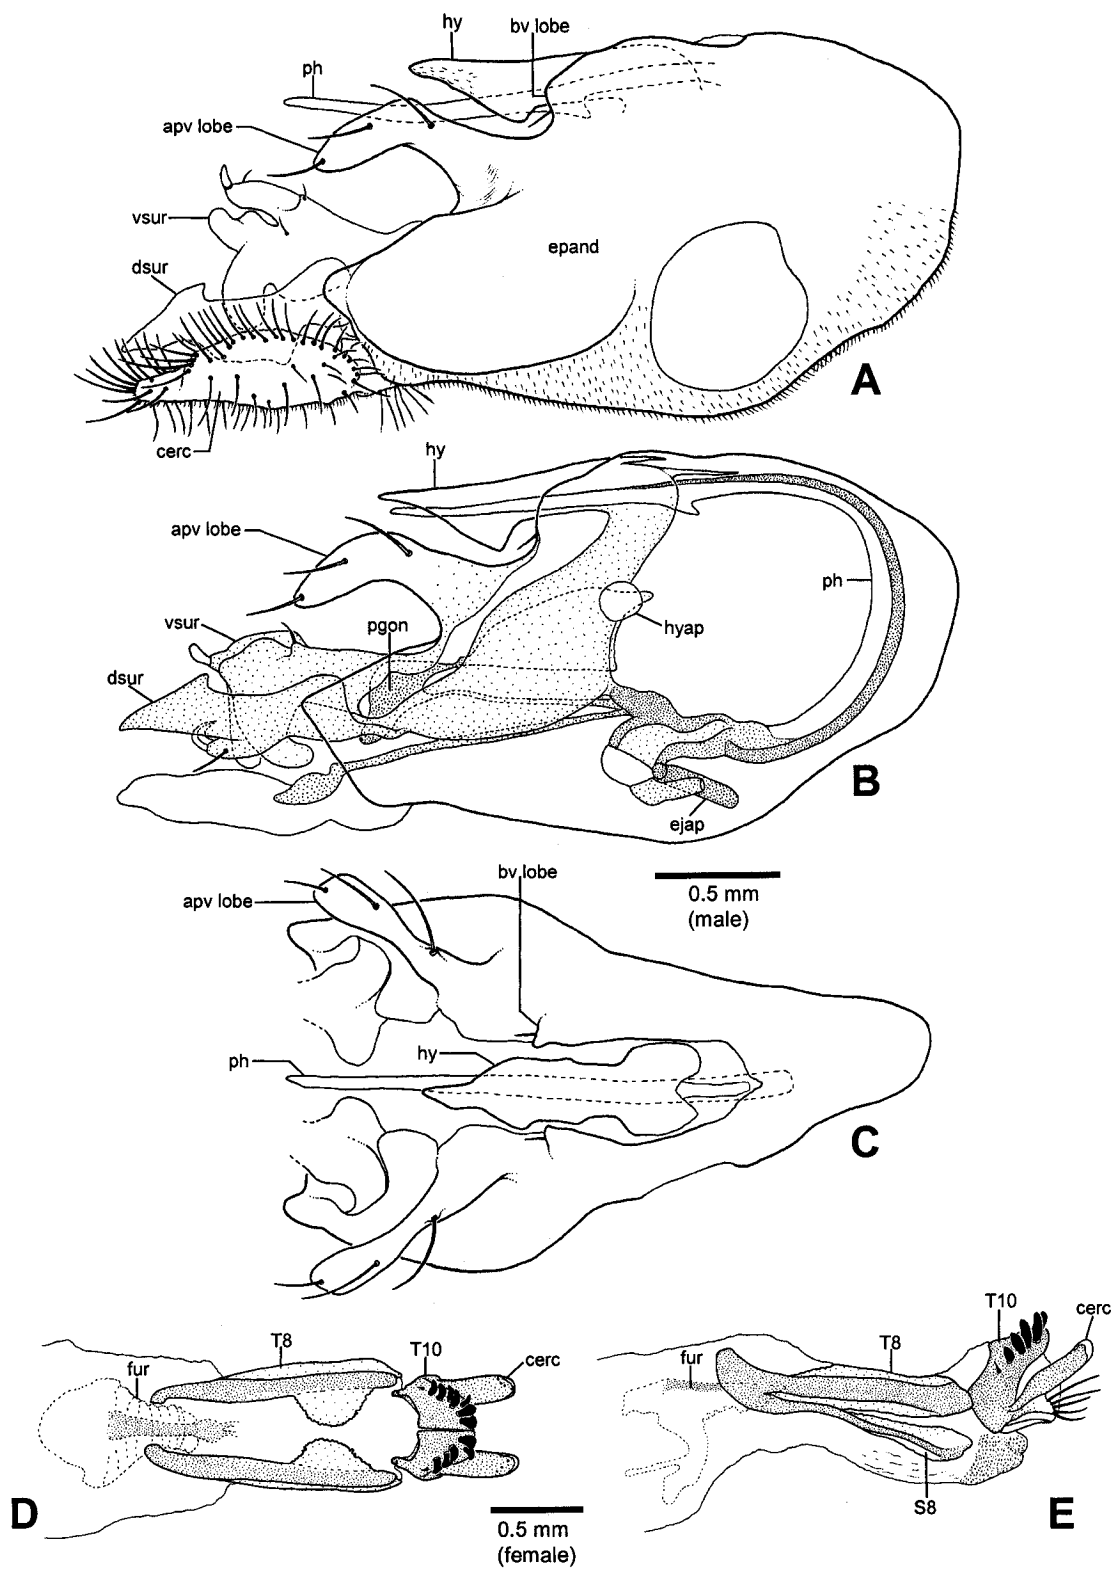 hy
bv lobe
ph
apv lobe
vsur
epand
dsur
A
cerc
hy
apv lobe
ph
vsur
pgon
hyap
dsur
B
ejap
bv lobe
0.5 mm
(male)
apv lobe
hy
ph
C
T10
cerc
T8
T10
cerc
T8
fur
fur
D
0.5 mm
(female)
S8
E